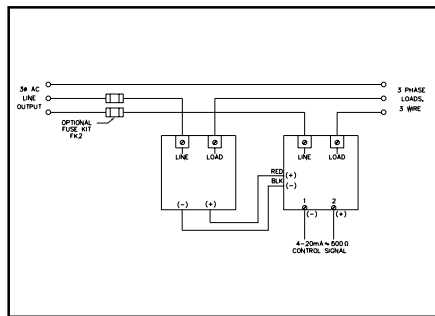 3Ø AC
LINE
OUTPUT
OPTIONAL
FUSE KIT
FK2
3 PHASE
LOADS,
3 WIRE
LINE
LOAD
LINE
LOAD
RED
(+)
BLK
(-)
(-)
(+)
1
2
(-)
(+)
4-20mA ≈ 500Ω
CONTROL SIGNAL